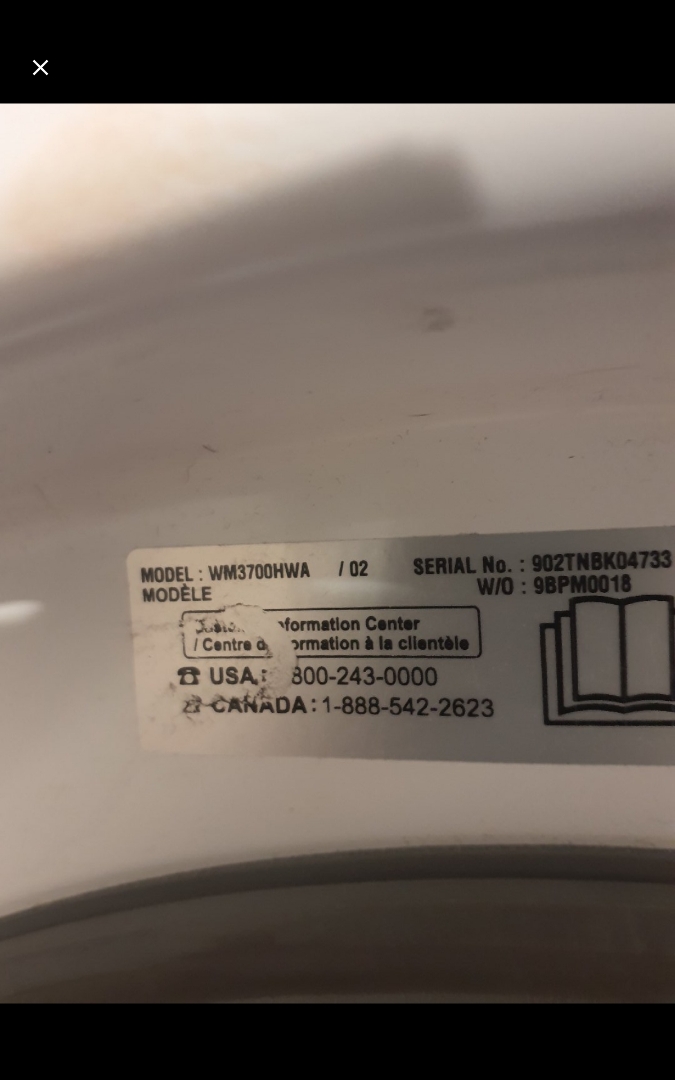 MODEL : WM3700HWA / 02
MODÈLE
SERIAL No. : 902TNBK04733
W/O : 9BPM0018
formation Center
/ Centre ormation à la clientèle
☎ USA: 800-243-0000
☎ CANADA : 1-888-542-2623